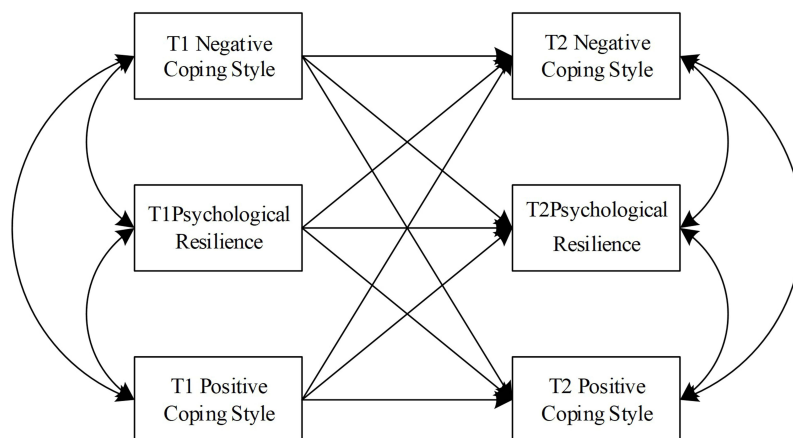 T1 Negative
Coping Style
T2 Negative
Coping Style
T1Psychological
Resilience
T2Psychological
Resilience
T1 Positive
Coping Style
T2 Positive
Coping Style